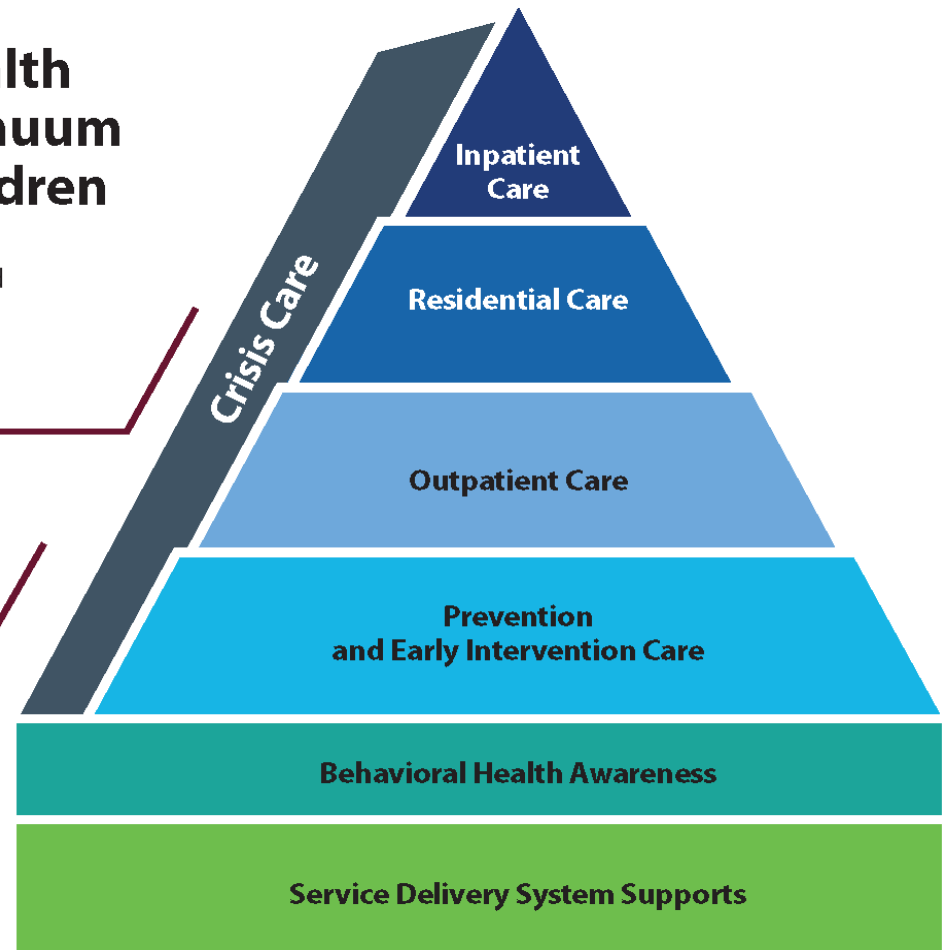 alth
nuum
dren
Inpatient
Care
Residential Care
Crisis Care
Outpatient Care
Prevention
and Early Intervention Care
Behavioral Health Awareness
Service Delivery System Supports